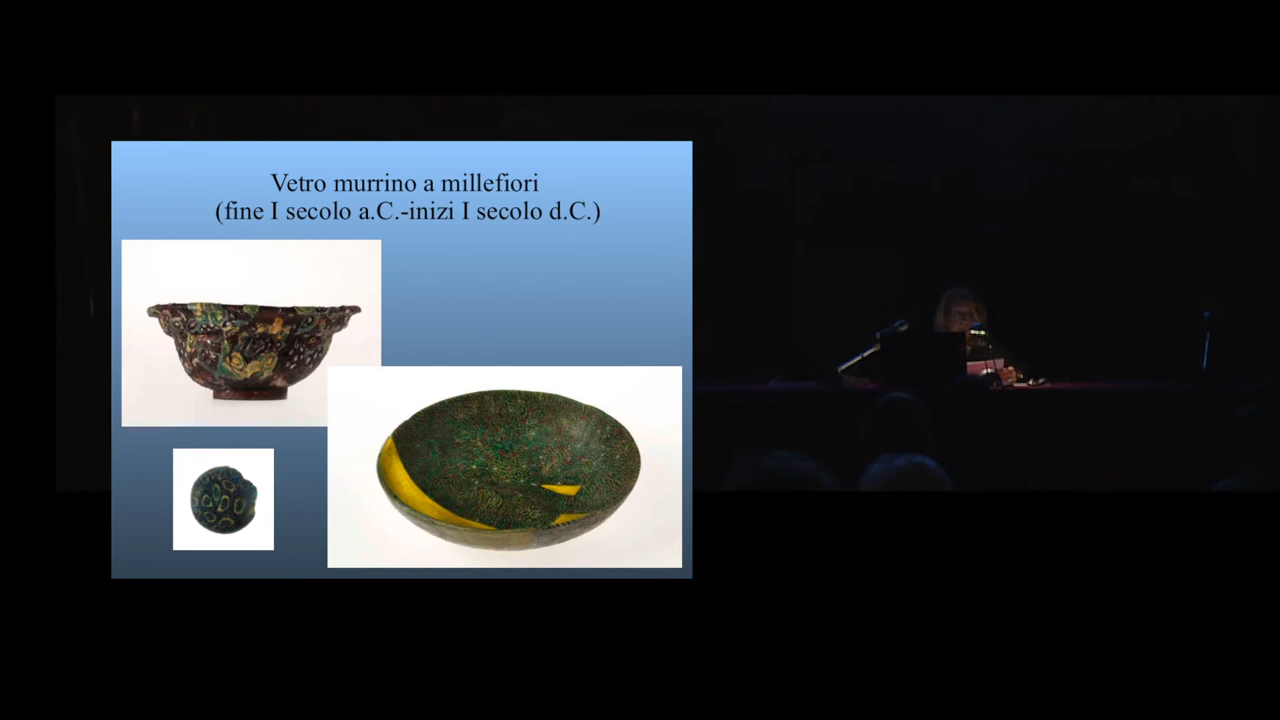 Vetro murrino a millefiori
(fine I secolo a.C.-inizi I secolo d.C.)